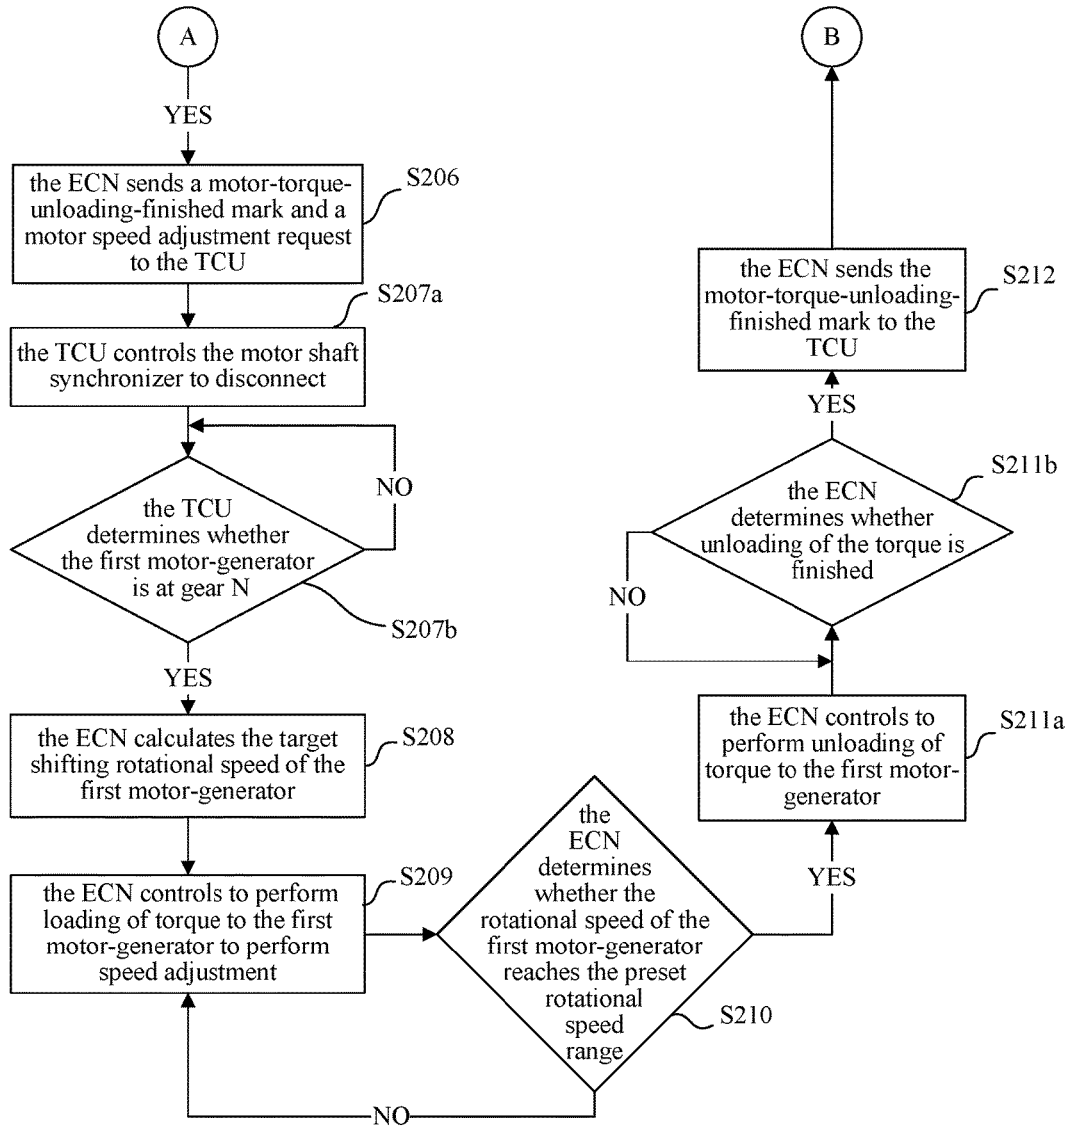 A
YES
the ECN sends a motor-torque-
unloading-finished mark and a
motor speed adjustment request
to the TCU
S206
S207a
the TCU controls the motor shaft
synchronizer to disconnect
NO
the TCU
determines whether
the first motor-generator
is at gear N
S207b
YES
the ECN calculates the target
shifting rotational speed of the
first motor-generator
S208
the ECN controls to perform
loading of torque to the first
motor-generator to perform
speed adjustment
S209
the
ECN
determines
whether the
rotational speed of the
first motor-generator
reaches the preset
rotational
speed
range
S210
NO
YES
the ECN controls to
perform unloading of
torque to the first motor-
generator
S211a
NO
the ECN
determines whether
unloading of the torque is
finished
S211b
YES
the ECN sends the
motor-torque-unloading-
finished mark to the
TCU
S212
B